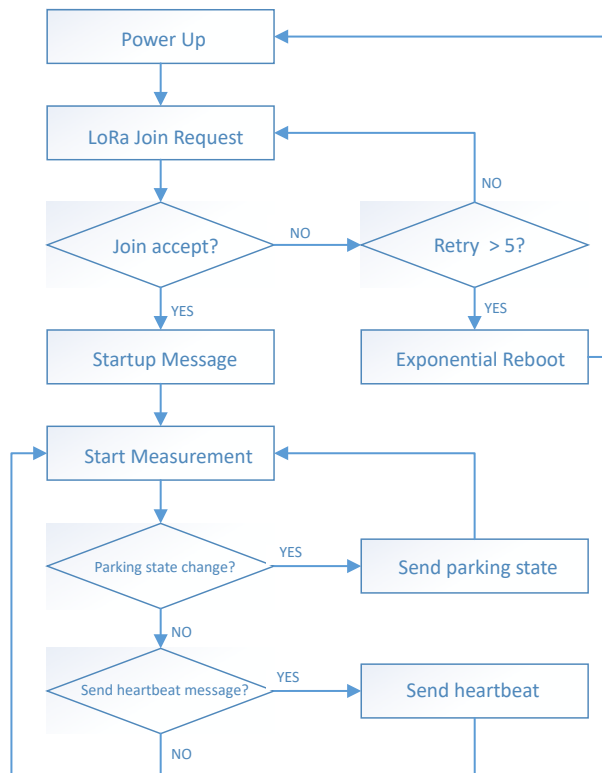 Power Up
LoRa Join Request
NO
Join accept?
NO
Retry > 5?
YES
YES
Startup Message
Exponential Reboot
Start Measurement
Parking state change?
YES
Send parking state
NO
Send heartbeat message?
YES
Send heartbeat
NO